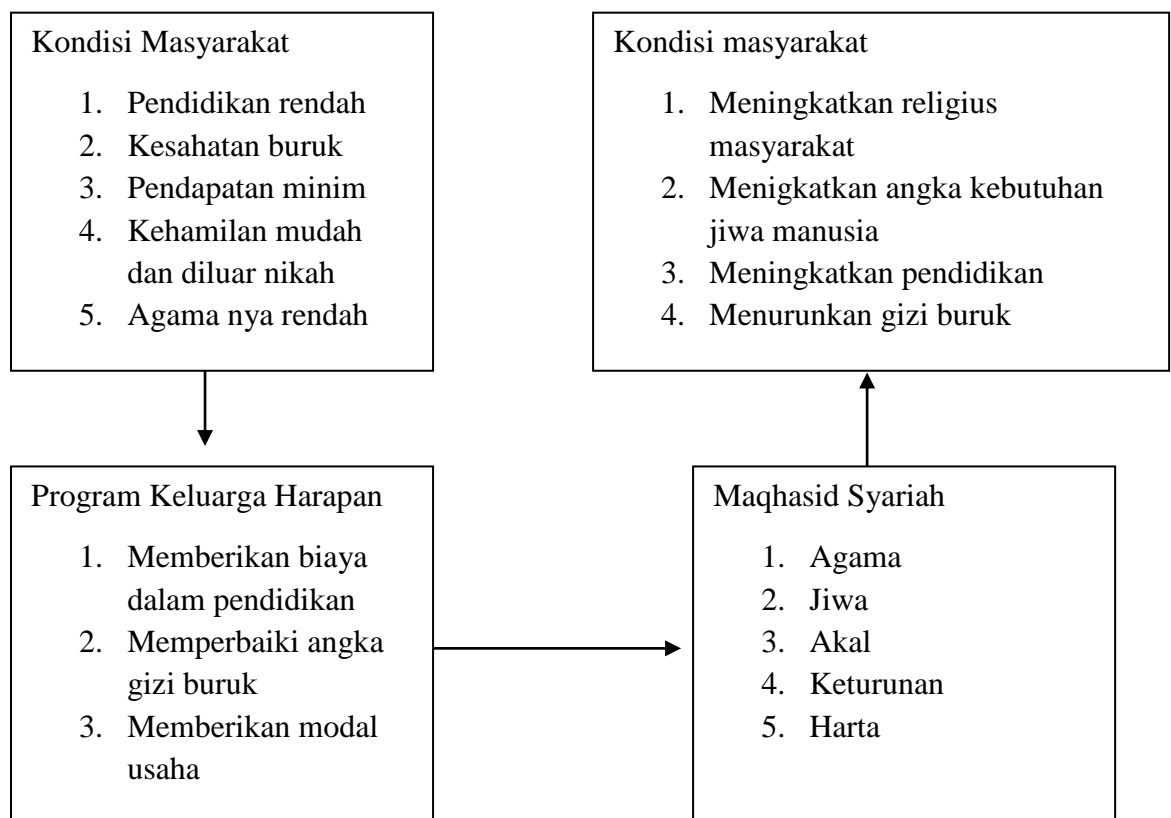 Kondisi Masyarakat
1. Pendidikan rendah
2. Kesahatan buruk
3. Pendapatan minim
4. Kehamilan mudah
dan diluar nikah
5. Agama nya rendah
Kondisi masyarakat
1. Meningkatkan religius
masyarakat
2. Menigkatkan angka kebutuhan
jiwa manusia
3. Meningkatkan pendidikan
4. Menurunkan gizi buruk
Program Keluarga Harapan
1. Memberikan biaya
dalam pendidikan
2. Memperbaiki angka
gizi buruk
3. Memberikan modal
usaha
Maqhasid Syariah
1. Agama
2. Jiwa
3. Akal
4. Keturunan
5. Harta